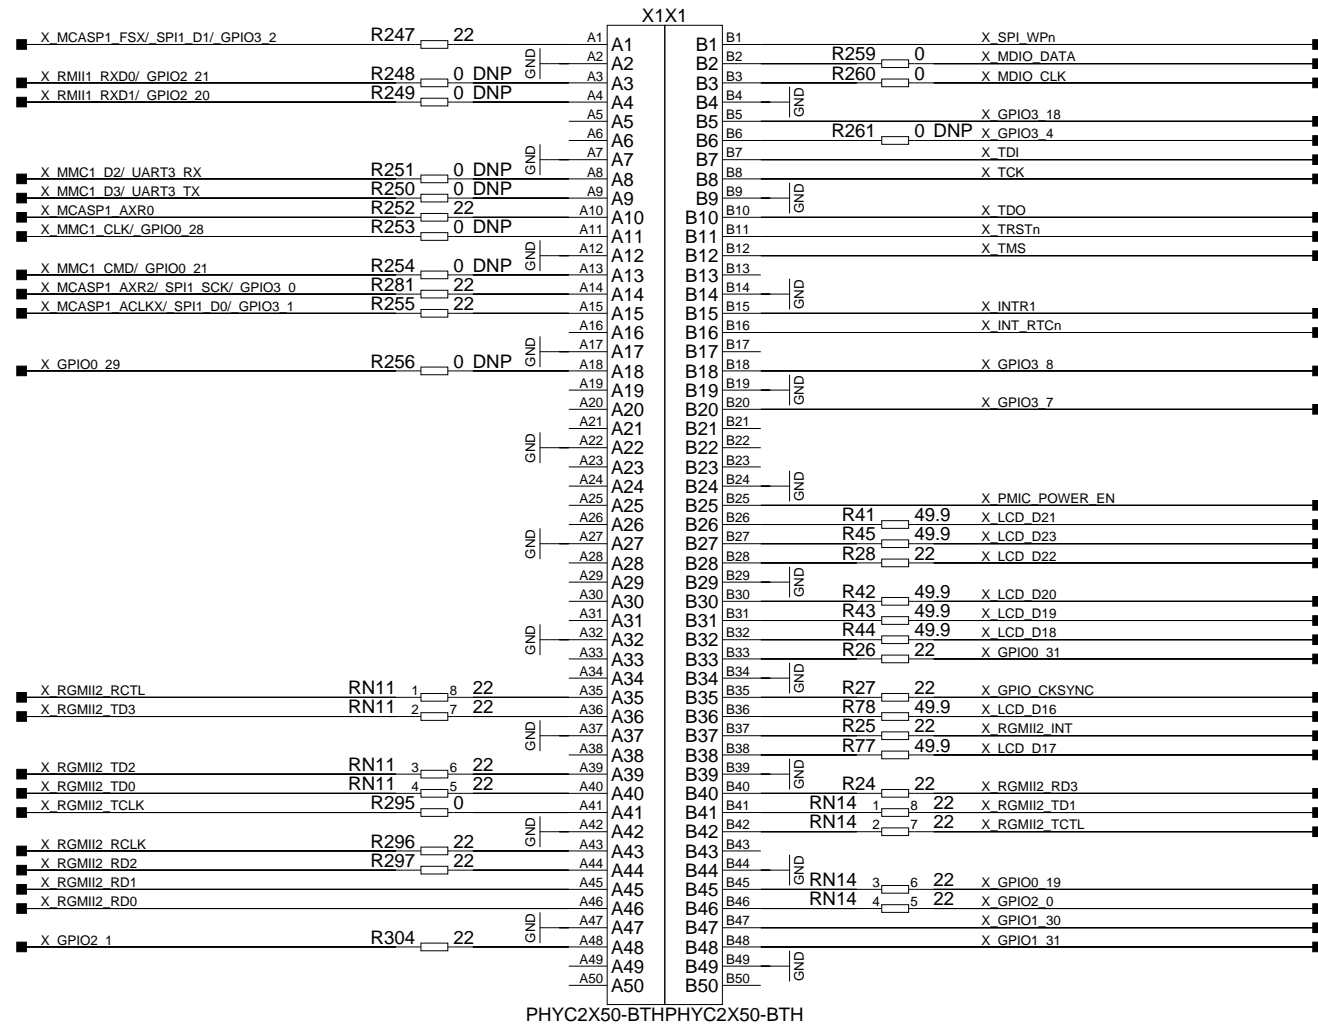 X1X1
X_MCASP1_FSX/_SPI1_D1/_GPIO3_2 R247 22 A1 A1 B1 B1 X_SPI_WPn
GND A2 A2 B2 B2 R259 0 X_MDIO_DATA
X_RMII1_RXD0/_GPIO2_21 R248 0 DNP A3 A3 B3 B3 R260 0 X_MDIO_CLK
X_RMII1_RXD1/_GPIO2_20 R249 0 DNP A4 A4 B4 B4 GND
A5 A5 B5 B5 X_GPIO3_18
A6 A6 B6 B6 R261 0 DNP X_GPIO3_4
GND A7 A7 B7 B7 X_TDI
X_MMC1_D2/_UART3_RX R251 0 DNP A8 A8 B8 B8 X_TCK
X_MMC1_D3/_UART3_TX R250 0 DNP A9 A9 B9 B9 GND
X_MCASP1_AXR0 R252 22 A10 A10 B10 B10 X_TDO
X_MMC1_CLK/_GPIO0_28 R253 0 DNP A11 A11 B11 B11 X_TRSTn
GND A12 A12 B12 B12 X_TMS
X_MMC1_CMD/_GPIO0_21 R254 0 DNP A13 A13 B13 B13
X_MCASP1_AXR2/_SPI1_SCK/_GPIO3_0 R281 22 A14 A14 B14 B14 GND
X_MCASP1_ACLKX/_SPI1_D0/_GPIO3_1 R255 22 A15 A15 B15 B15 X_INTR1
A16 A16 B16 B16 X_INT_RTCn
GND A17 A17 B17 B17
X_GPIO0_29 R256 0 DNP A18 A18 B18 B18 X_GPIO3_8
A19 A19 B19 B19 GND
A20 A20 B20 B20 X_GPIO3_7
A21 A21 B21 B21
GND A22 A22 B22 B22
A23 A23 B23 B23
A24 A24 B24 B24 GND
A25 A25 B25 B25 X_PMIC_POWER_EN
A26 A26 B26 B26 R41 49.9 X_LCD_D21
GND A27 A27 B27 B27 R45 49.9 X_LCD_D23
A28 A28 B28 B28 R28 22 X_LCD_D22
A29 A29 B29 B29 GND
A30 A30 B30 B30 R42 49.9 X_LCD_D20
A31 A31 B31 B31 R43 49.9 X_LCD_D19
GND A32 A32 B32 B32 R44 49.9 X_LCD_D18
A33 A33 B33 B33 R26 22 X_GPIO0_31
A34 A34 B34 B34 GND
X_RGMII2_RCTL RN11 1 8 22 A35 A35 B35 B35 R27 22 X_GPIO_CKSYNC
X_RGMII2_TD3 RN11 2 7 22 A36 A36 B36 B36 R78 49.9 X_LCD_D16
GND A37 A37 B37 B37 R25 22 X_RGMII2_INT
A38 A38 B38 B38 R77 49.9 X_LCD_D17
X_RGMII2_TD2 RN11 3 6 22 A39 A39 B39 B39 GND
X_RGMII2_TD0 RN11 4 5 22 A40 A40 B40 B40 R24 22 X_RGMII2_RD3
X_RGMII2_TCLK R295 0 A41 A41 B41 B41 RN14 1 8 22 X_RGMII2_TD1
GND A42 A42 B42 B42 RN14 2 7 22 X_RGMII2_TCTL
X_RGMII2_RCLK R296 22 A43 A43 B43 B43
X_RGMII2_RD2 R297 22 A44 A44 B44 B44 GND
X_RGMII2_RD1 A45 A45 B45 B45 RN14 3 6 22 X_GPIO0_19
X_RGMII2_RD0 A46 A46 B46 B46 RN14 4 5 22 X_GPIO2_0
GND A47 A47 B47 B47 X_GPIO1_30
X_GPIO2_1 R304 22 A48 A48 B48 B48 X_GPIO1_31
A49 A49 B49 B49 GND
A50 A50 B50 B50
PHYC2X50-BTHPHYC2X50-BTH